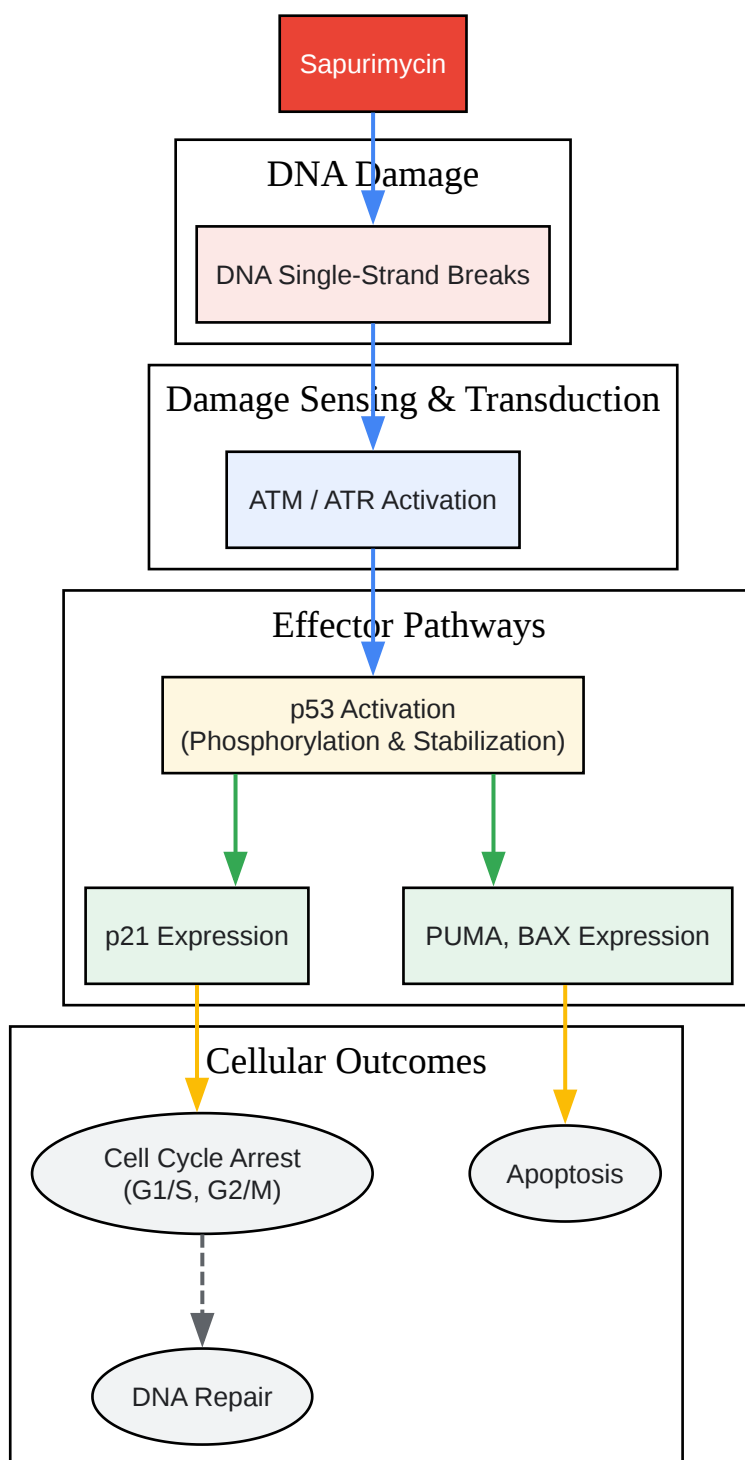 Sapurimycin
DNA Damage
DNA Single-Strand Breaks
Damage Sensing & Transduction
ATM / ATR Activation
Effector Pathways
p53 Activation
(Phosphorylation & Stabilization)
p21 Expression
PUMA, BAX Expression
Cellular Outcomes
Cell Cycle Arrest
(G1/S, G2/M)
Apoptosis
DNA Repair